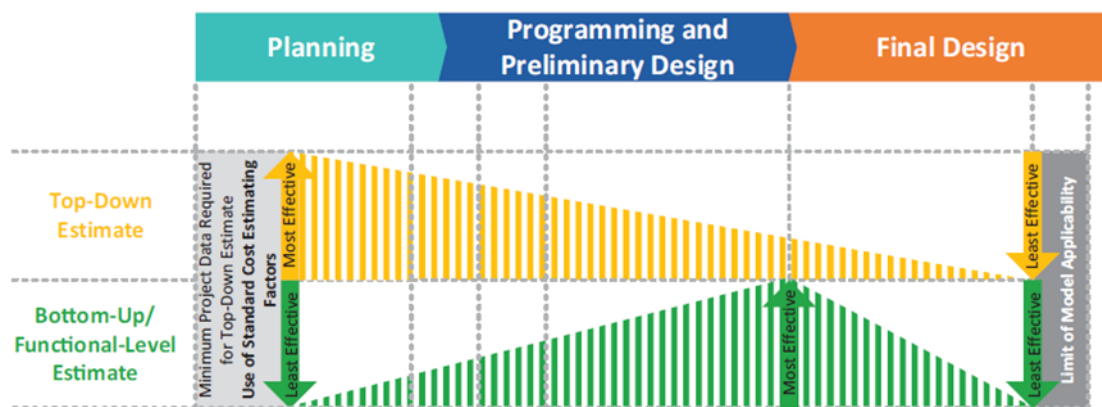 Planning
Programming and
Preliminary Design
Final Design
Top-Down
Estimate
Bottom-Up/
Functional-Level
Estimate
Minimum Project Data Required
for Top-Down Estimate
Use of Standard Cost Estimating
Factors
Most Effective
Least Effective
Most Effective
Least Effective
Least Effective
Limit of Model Applicability